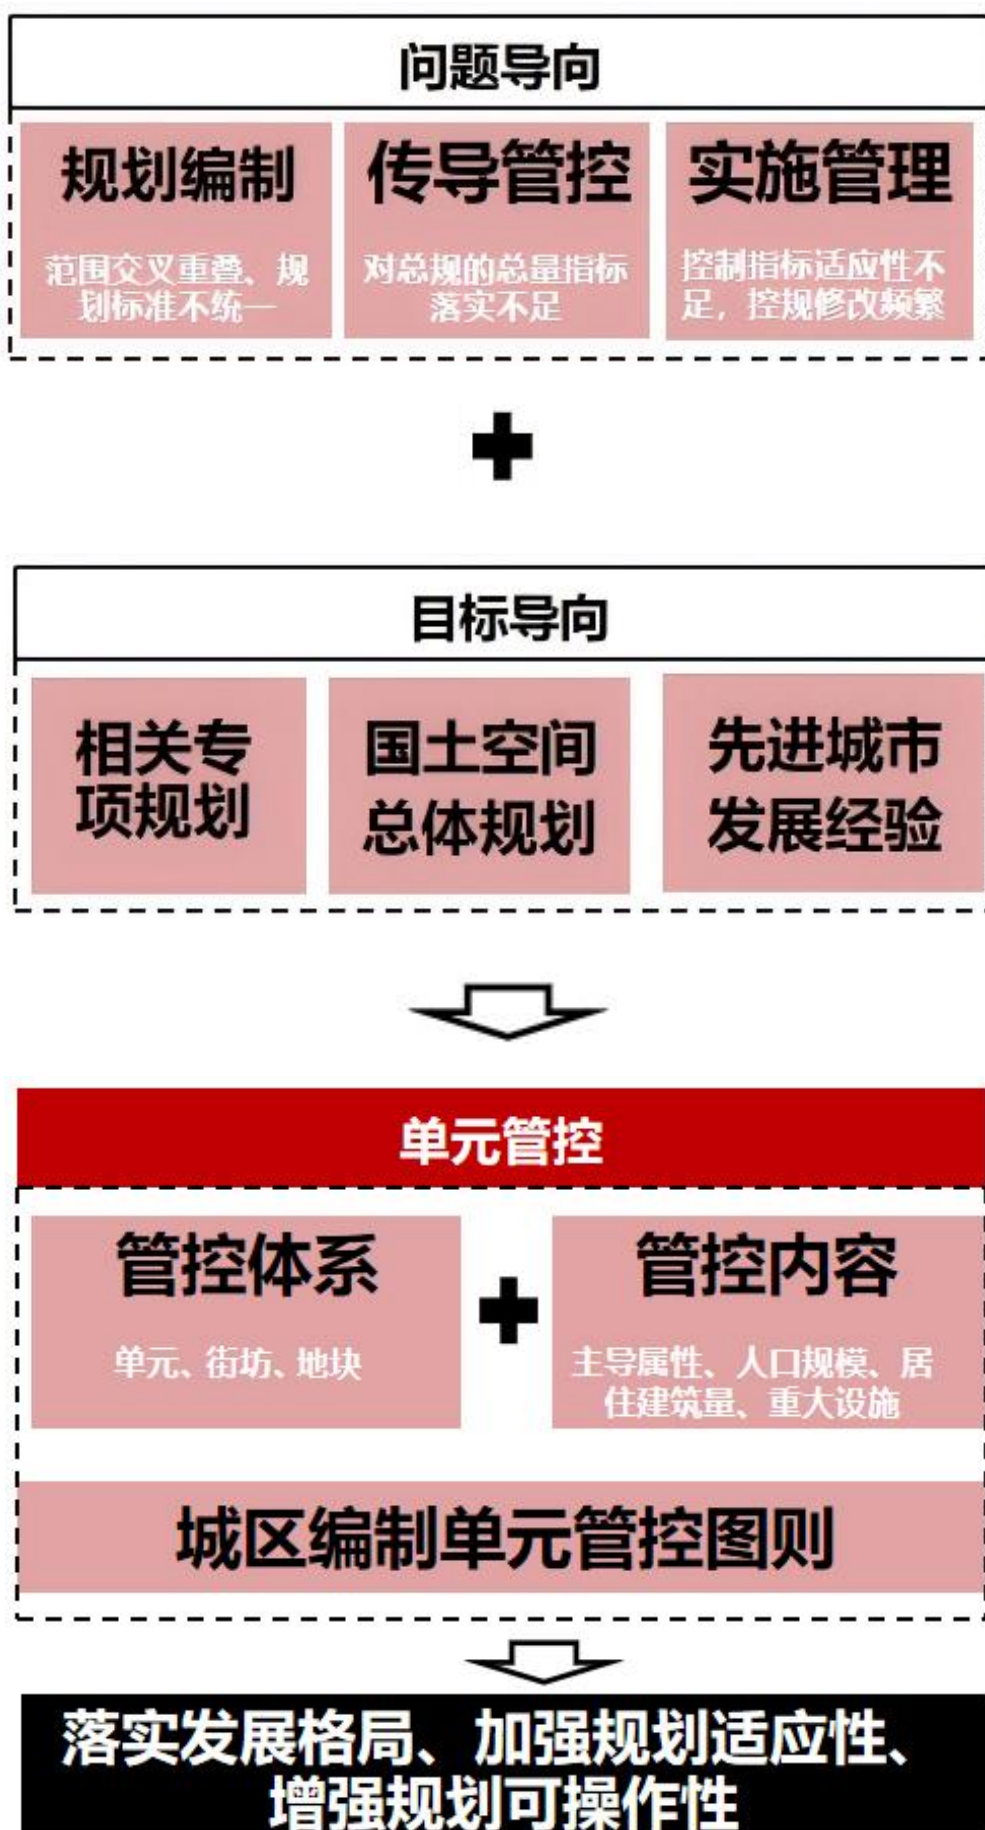 问题导向
规划编制
范围交叉重叠、规
划标准不统一
传导管控
对总规的总量指标
落实不足
实施管理
控制指标适应性不
足，控规修改频繁
目标导向
相关专
项规划
国土空间
总体规划
先进城市
发展经验
单元管控
管控体系
单元、街坊、地块
管控内容
主导属性、人口规模、居
住建筑量、重大设施
城区编制单元管控图则
落实发展格局、加强规划适应性、
增强规划可操作性